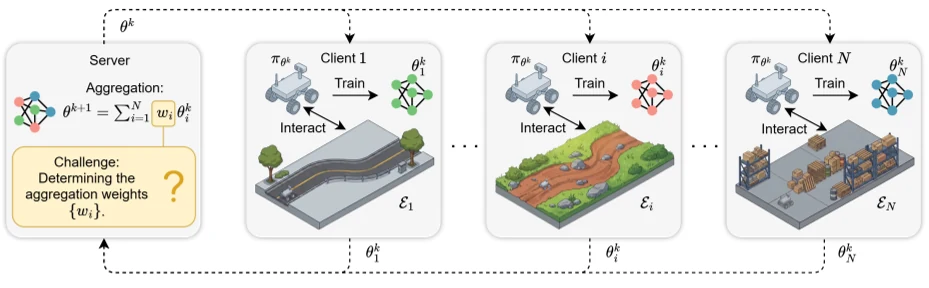 θ^k
Server
Aggregation:
θ^{k+1} = ∑_{i=1}^{N} w_i θ_i^k
Challenge:
Determining the
aggregation weights
{w_i}.
?
π_{θ^k}
Client 1
θ_1^k
Train
Interact
ℰ_1
θ_1^k
. . .
π_{θ^k}
Client i
θ_i^k
Train
Interact
ℰ_i
θ_i^k
. . .
π_{θ^k}
Client N
θ_N^k
Train
Interact
ℰ_N
θ_N^k